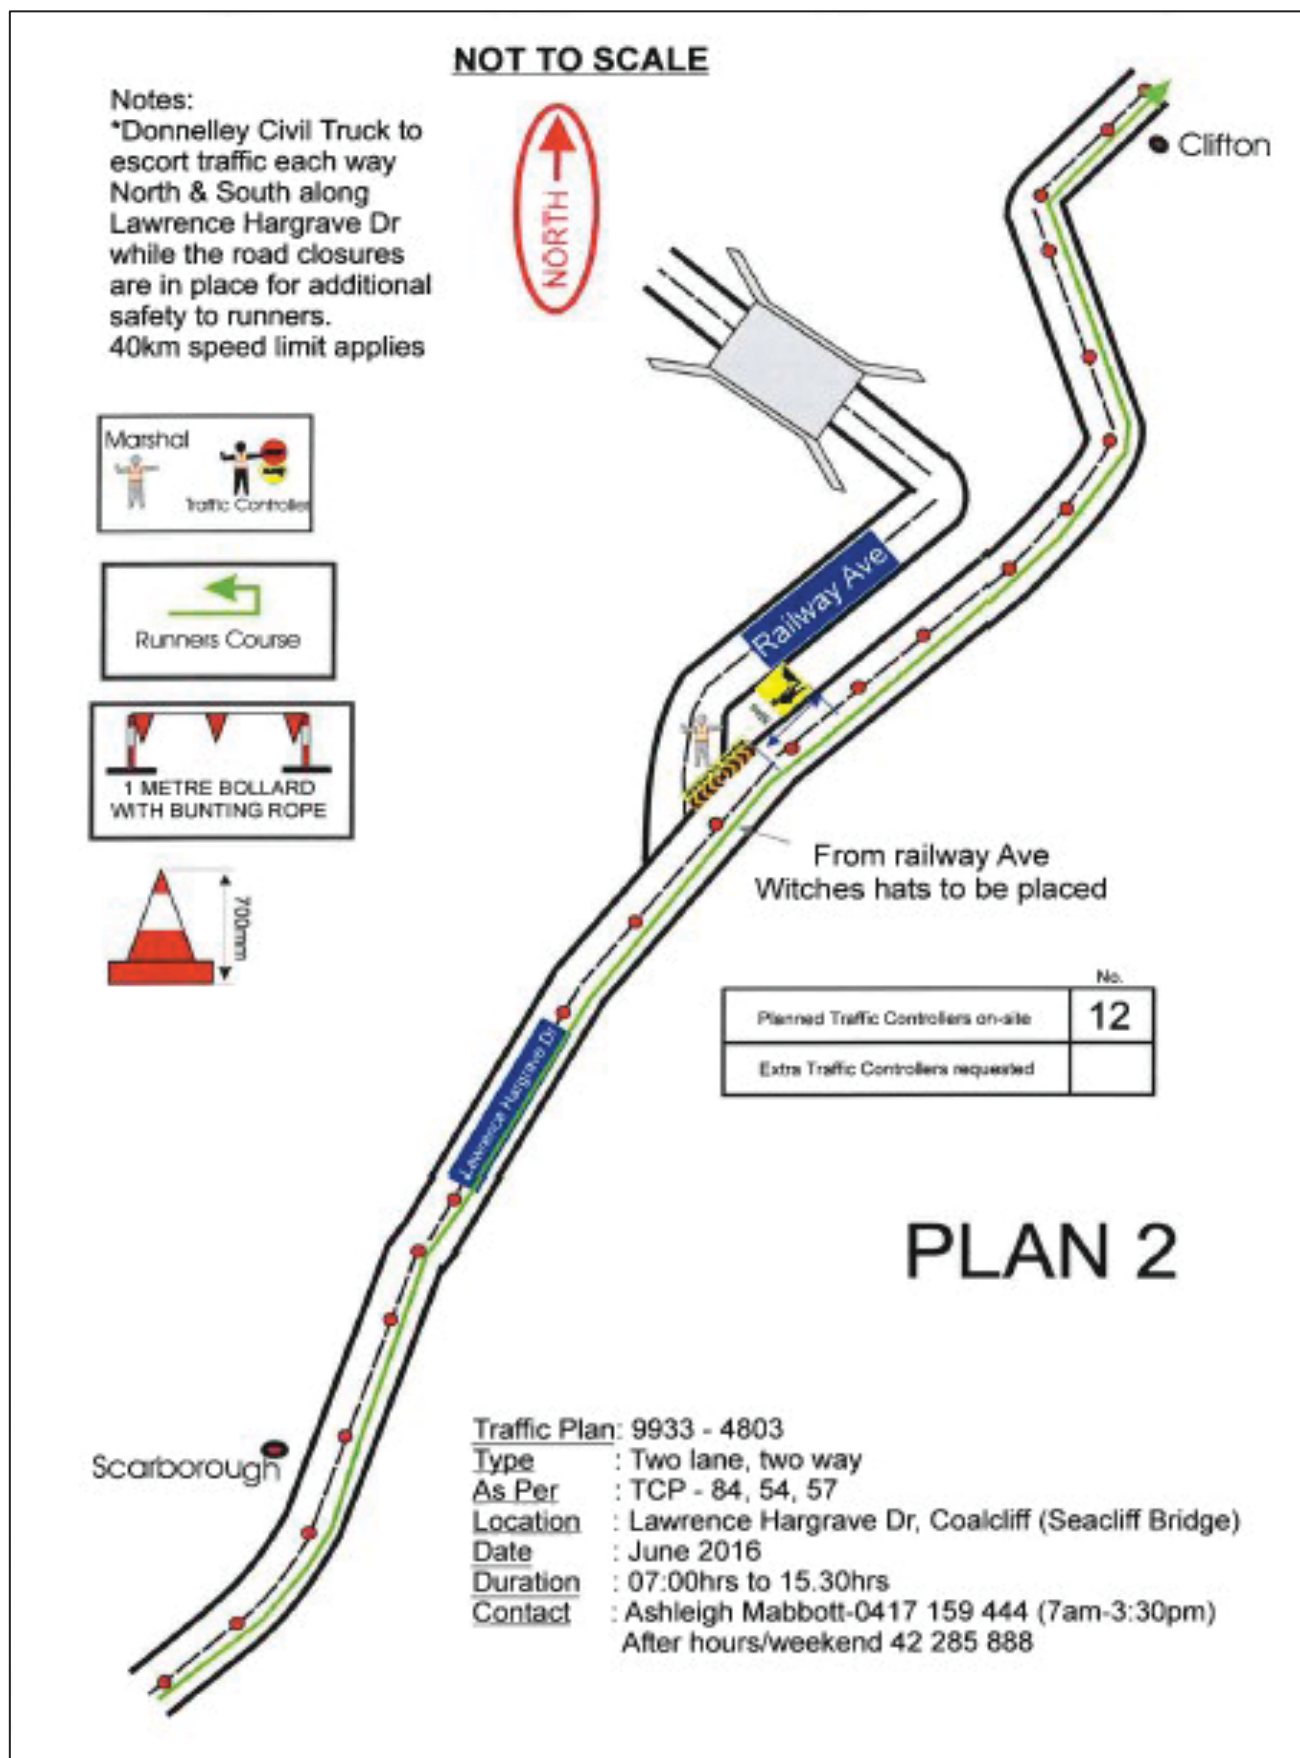 NOT TO SCALE
Notes:
*Donnelley Civil Truck to
escort traffic each way
North & South along
Lawrence Hargrave Dr
while the road closures
are in place for additional
safety to runners.
40km speed limit applies
NORTH
Clifton
Marshal
Traffic Controller
Runners Course
1 METRE BOLLARD
WITH BUNTING ROPE
700mm
Railway Ave
From railway Ave
Witches hats to be placed
No.
Planned Traffic Controllers on-site 12
Extra Traffic Controllers requested
Lawrence Hargrave Dr
PLAN 2
Scarborough
Traffic Plan: 9933 - 4803
Type : Two lane, two way
As Per : TCP - 84, 54, 57
Location : Lawrence Hargrave Dr, Coalcliff (Seacliff Bridge)
Date : June 2016
Duration : 07:00hrs to 15.30hrs
Contact : Ashleigh Mabbott-0417 159 444 (7am-3:30pm)
After hours/weekend 42 285 888